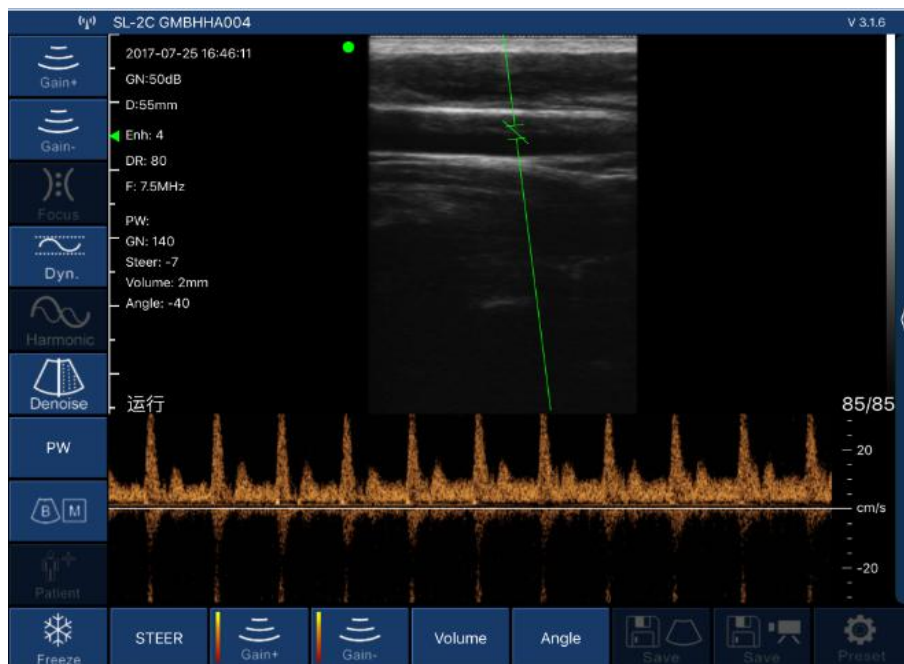 SL-2C GMBHHA004
V 3.1.6
Gain+
Gain-
Focus
Dyn.
Harmonic
Denoise
PW
B M
Patient
Freeze
2017-07-25 16:46:11
GN:50dB
D:55mm
Enh: 4
DR: 80
F: 7.5MHz
PW:
GN: 140
Steer: -7
Volume: 2mm
Angle: -40
运行
85/85
20
cm/s
-20
STEER
Gain+
Gain-
Volume
Angle
Save
Save
Preset